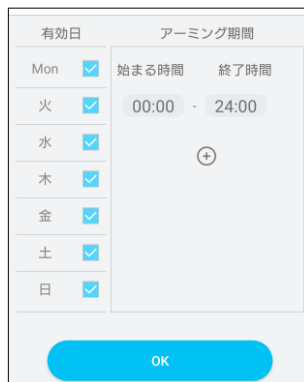 有効日 アーミング期間
Mon 始まる時間 終了時間
火 00:00 - 24:00
水
木
金
土
日
OK